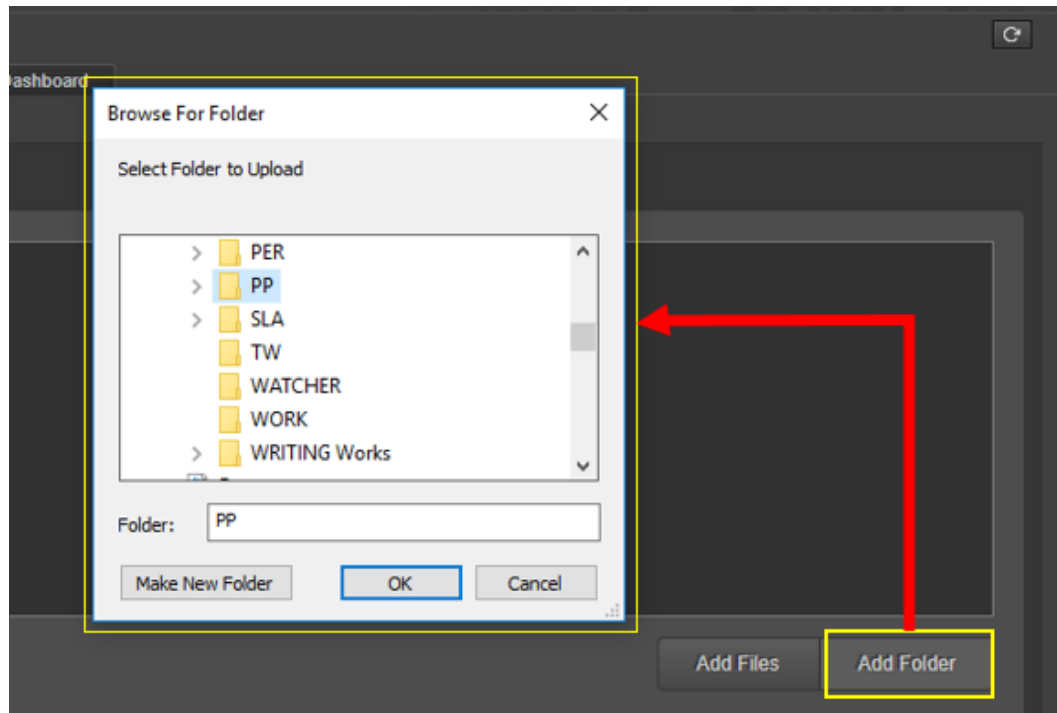 Dashboard
Browse For Folder
Select Folder to Upload
PER
PP
SLA
TW
WATCHER
WORK
WRITING Works
Folder: PP
Make New Folder OK Cancel
Add Files Add Folder